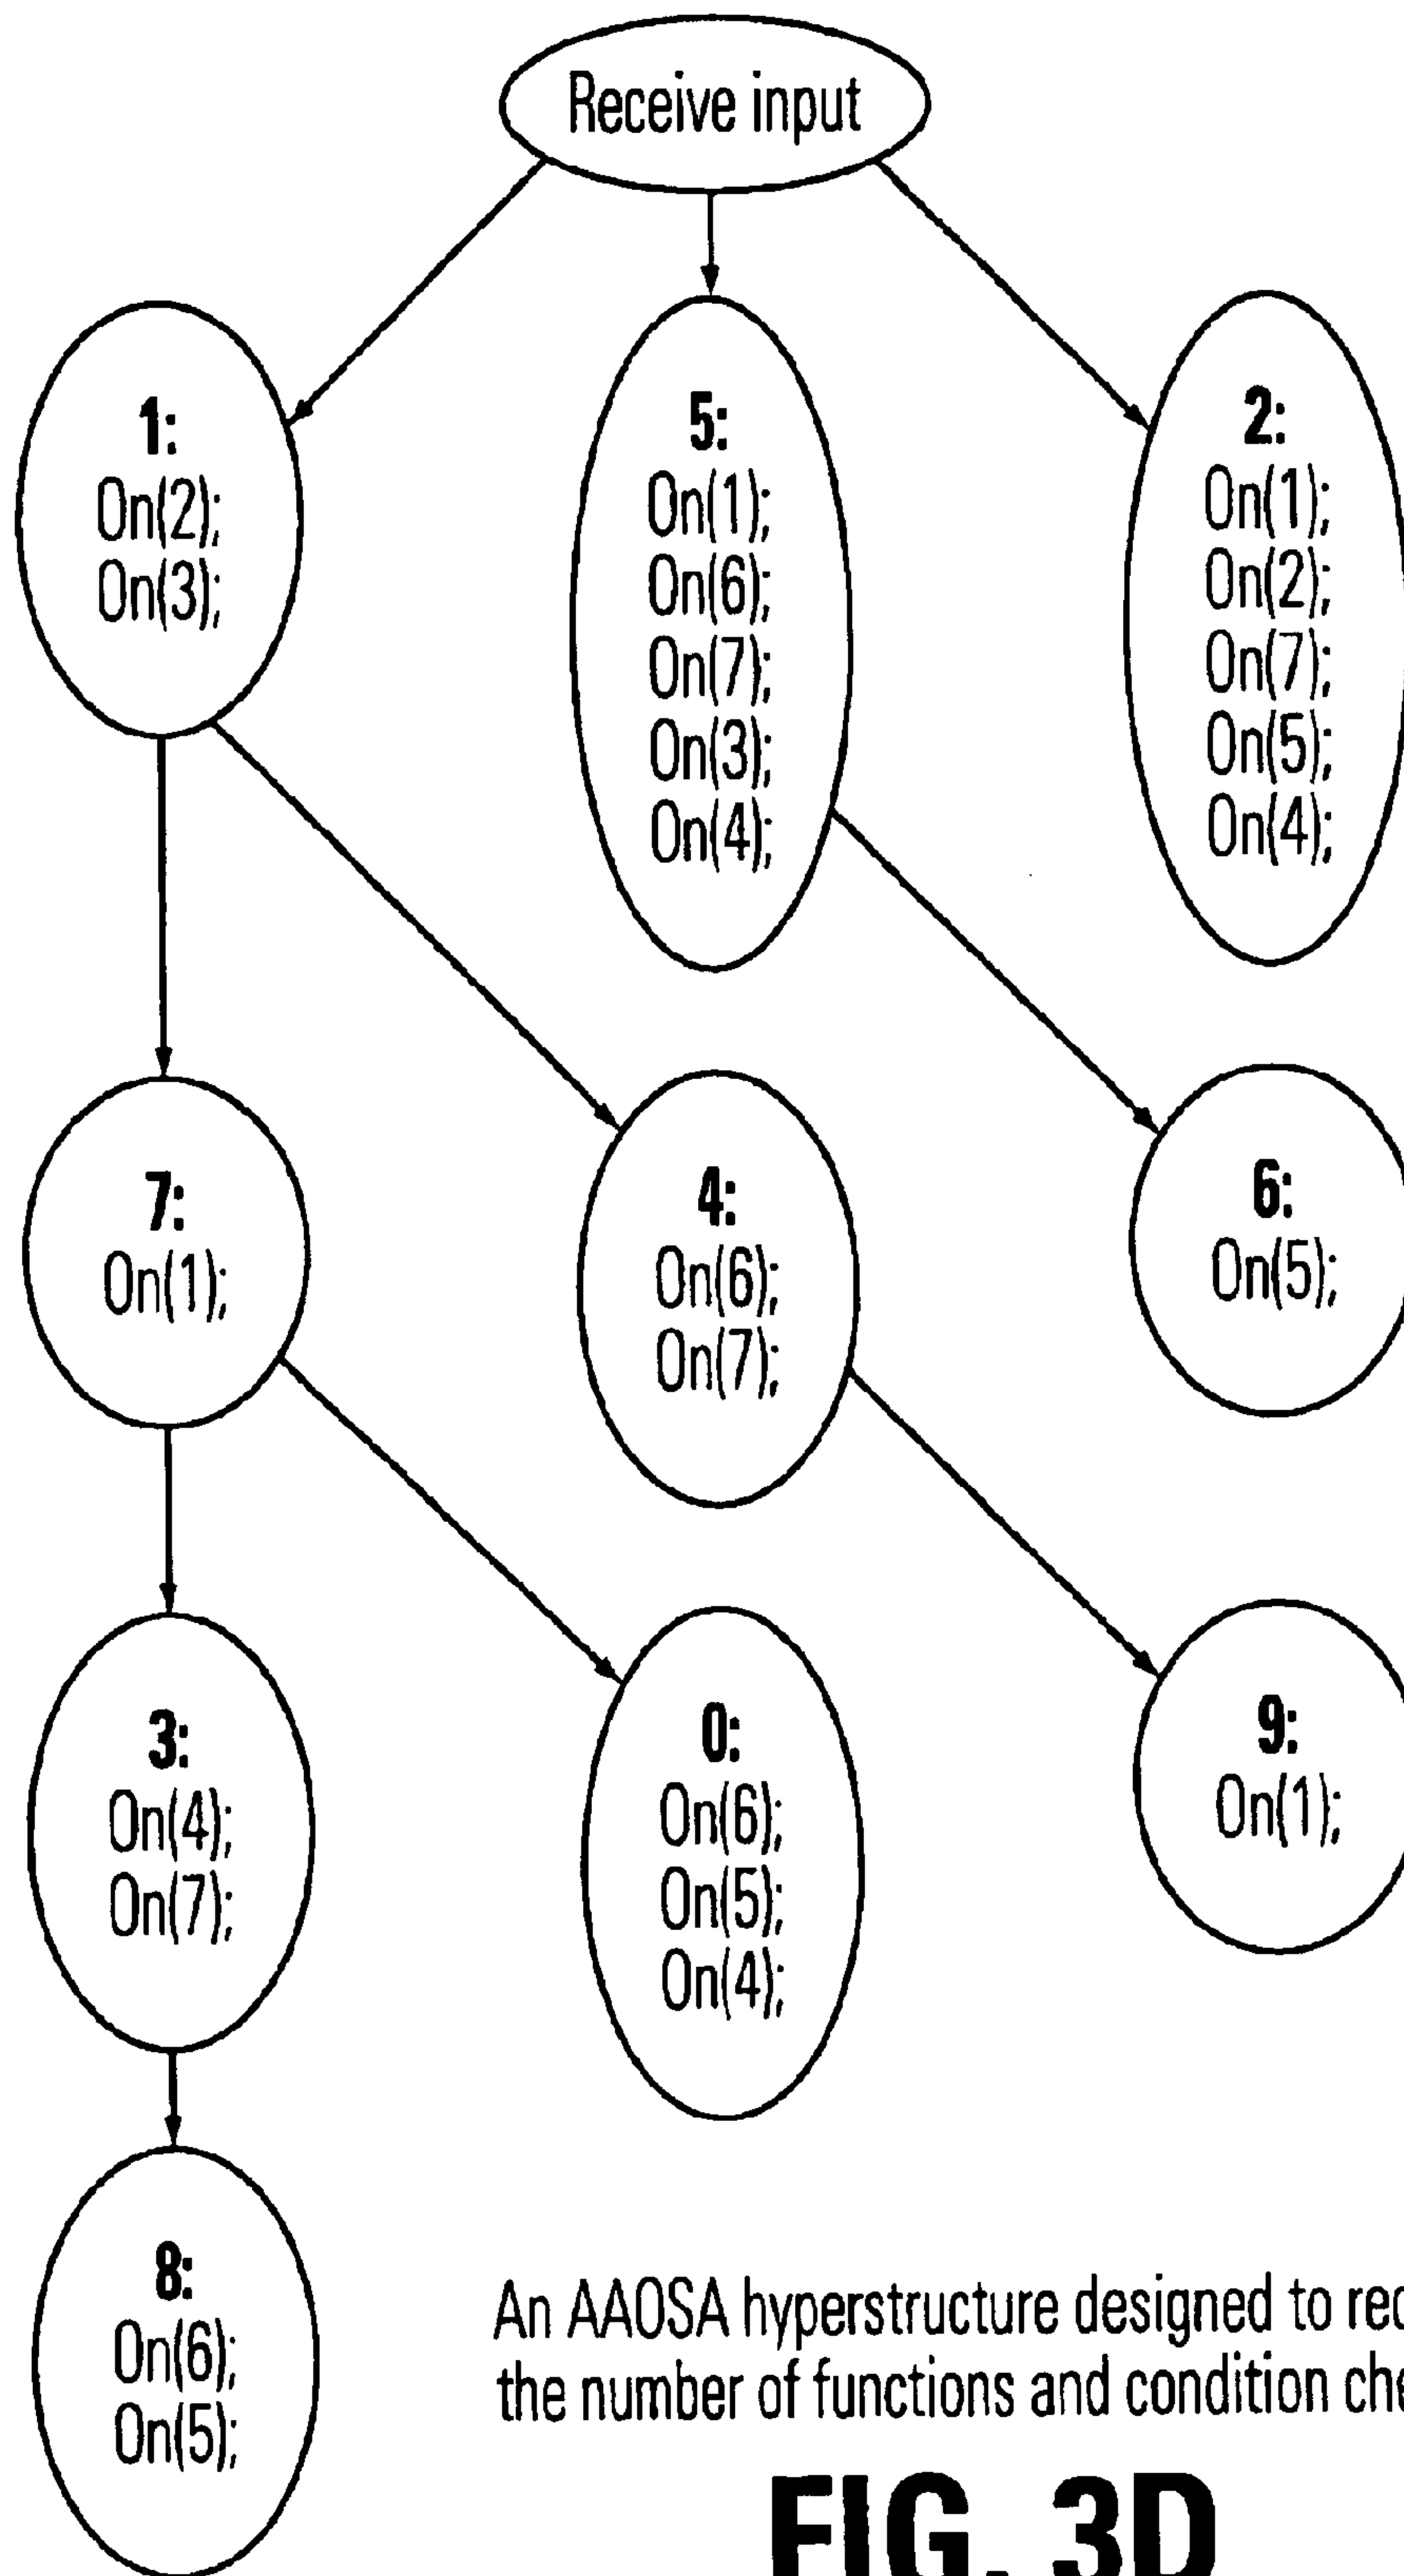 Receive input
1:
On(2);
On(3);
5:
On(1);
On(6);
On(7);
On(3);
On(4);
2:
On(1);
On(2);
On(7);
On(5);
On(4);
7:
On(1);
4:
On(6);
On(7);
6:
On(5);
3:
On(4);
On(7);
0:
On(6);
On(5);
On(4);
9:
On(1);
8:
On(6);
On(5);
An AAOSA hyperstructure designed to
the number of functions and condition
FIG. 3D